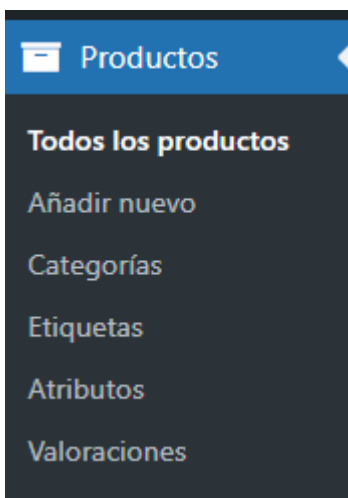 Productos
Todos los productos
Añadir nuevo
Categorías
Etiquetas
Atributos
Valoraciones